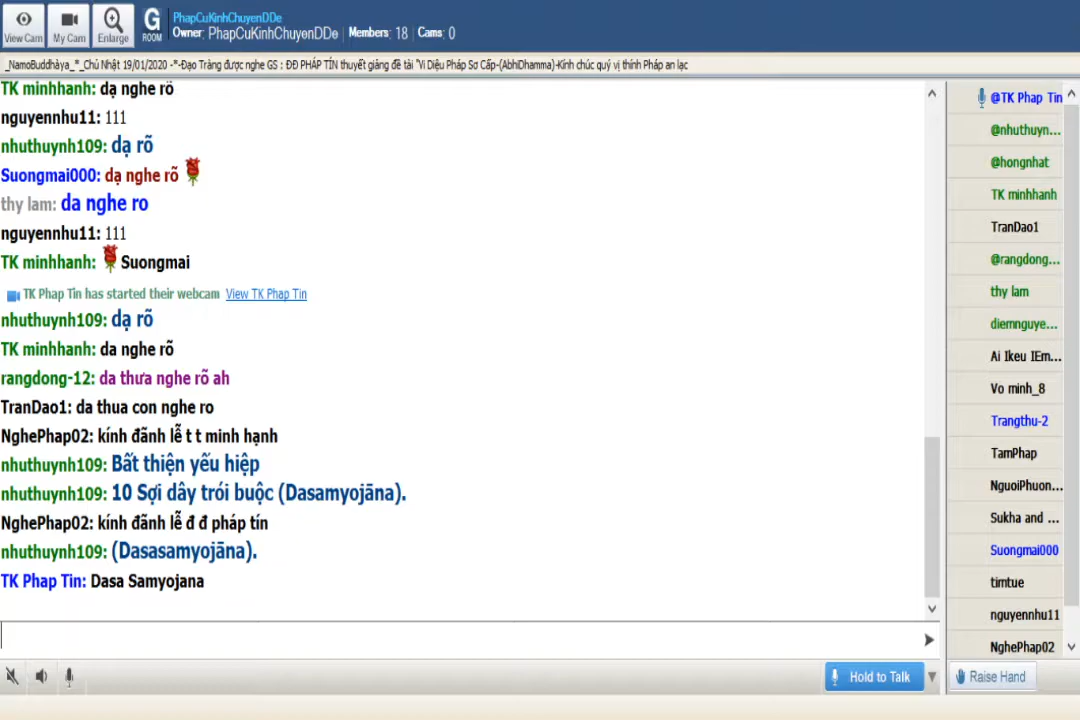 View Cam
My Cam
Enlarge
G
ROOM
PhapCuKinhChuyenDDe
Owner: PhapCuKinhChuyenDDe Members: 18 Cams: 0
_NamoBuddhàya_*_Chủ Nhật 19/01/2020 -*-Đạo Tràng được nghe GS : ĐĐ PHÁP TÍN thuyết giảng đề tài "Vi Diệu Pháp Sơ Cấp-(AbhiDhamma)-Kính chúc quý vị thính Pháp an lạc
TK minhhanh: dạ nghe rõ
nguyennhu11: 111
nhuthuynh109: dạ rõ
Suongmai000: dạ nghe rõ
thy lam: da nghe ro
nguyennhu11: 111
TK minhhanh: Suongmai
TK Phap Tin has started their webcam View TK Phap Tin
nhuthuynh109: dạ rõ
TK minhhanh: da nghe rõ
rangdong-12: da thưa nghe rõ ah
TranDao1: da thua con nghe ro
NghePhap02: kính đãnh lễ t t minh hạnh
nhuthuynh109: Bất thiện yếu hiệp
nhuthuynh109: 10 Sợi dây trói buộc (Dasamyojāna).
NghePhap02: kính đãnh lễ đ đ pháp tín
nhuthuynh109: (Dasasamyojāna).
TK Phap Tin: Dasa Samyojana
Hold to Talk
@TK Phap Tin
@nhuthuyn...
@hongnhat
TK minhhanh
TranDao1
@rangdong...
thy lam
diemnguye...
Ai Ikeu IEm...
Vo minh_8
Trangthu-2
TamPhap
NguoiPhuon...
Sukha and ...
Suongmai000
timtue
nguyennhu11
NghePhap02
Raise Hand